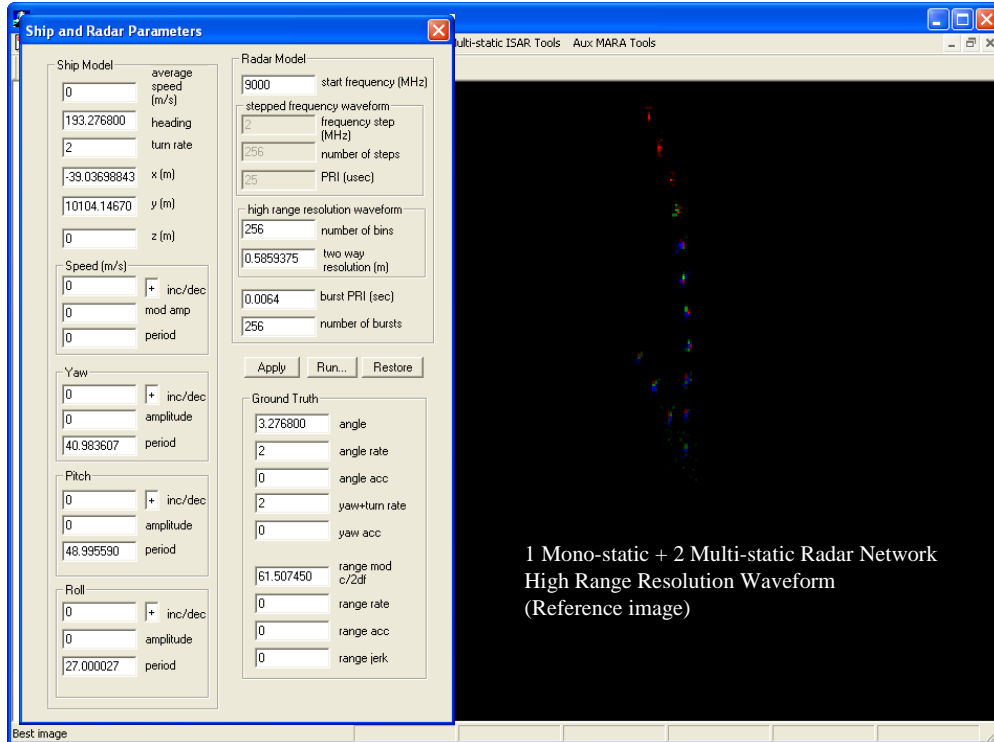 Ship and Radar Parameters
Multi-static ISAR Tools Aux MARA Tools
Ship Model
0 average speed (m/s)
193.276800 heading
2 turn rate
-39.03698843 x (m)
10104.14670 y (m)
0 z (m)
Speed (m/s)
0 + inc/dec
0 mod amp
0 period
Yaw
0 + inc/dec
0 amplitude
40.983607 period
Pitch
0 + inc/dec
0 amplitude
48.995590 period
Roll
0 + inc/dec
0 amplitude
27.000027 period
Radar Model
9000 start frequency (MHz)
stepped frequency waveform
2 frequency step (MHz)
256 number of steps
25 PRI (usec)
high range resolution waveform
256 number of bins
0.5859375 two way resolution (m)
0.0064 burst PRI (sec)
256 number of bursts
Apply Run... Restore
Ground Truth
3.276800 angle
2 angle rate
0 angle acc
2 yaw+turn rate
0 yaw acc
61.507450 range mod c/2df
0 range rate
0 range acc
0 range jerk
1 Mono-static + 2 Multi-static Radar Network
High Range Resolution Waveform
(Reference image)
Best image